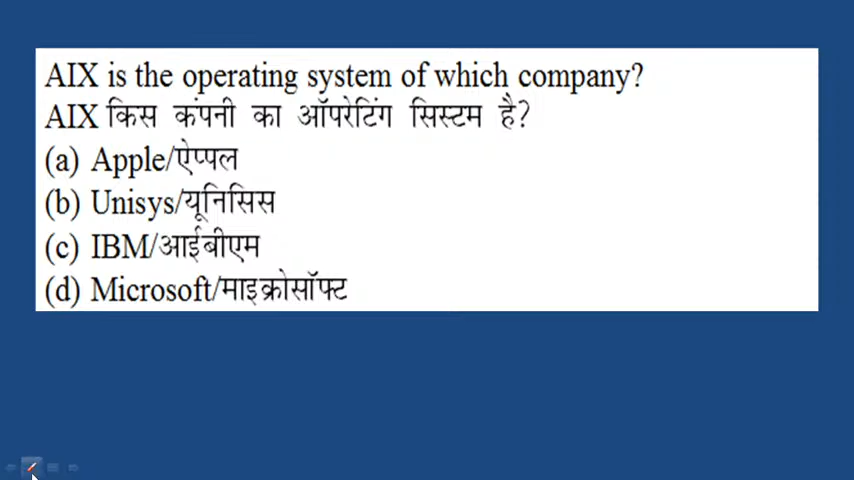 AIX is the operating system of which company?
AIX किस कंपनी का ऑपरेटिंग सिस्टम है?
(a) Apple/ऐप्पल
(b) Unisys/यूनिसिस
(c) IBM/आईबीएम
(d) Microsoft/माइक्रोसॉफ्ट